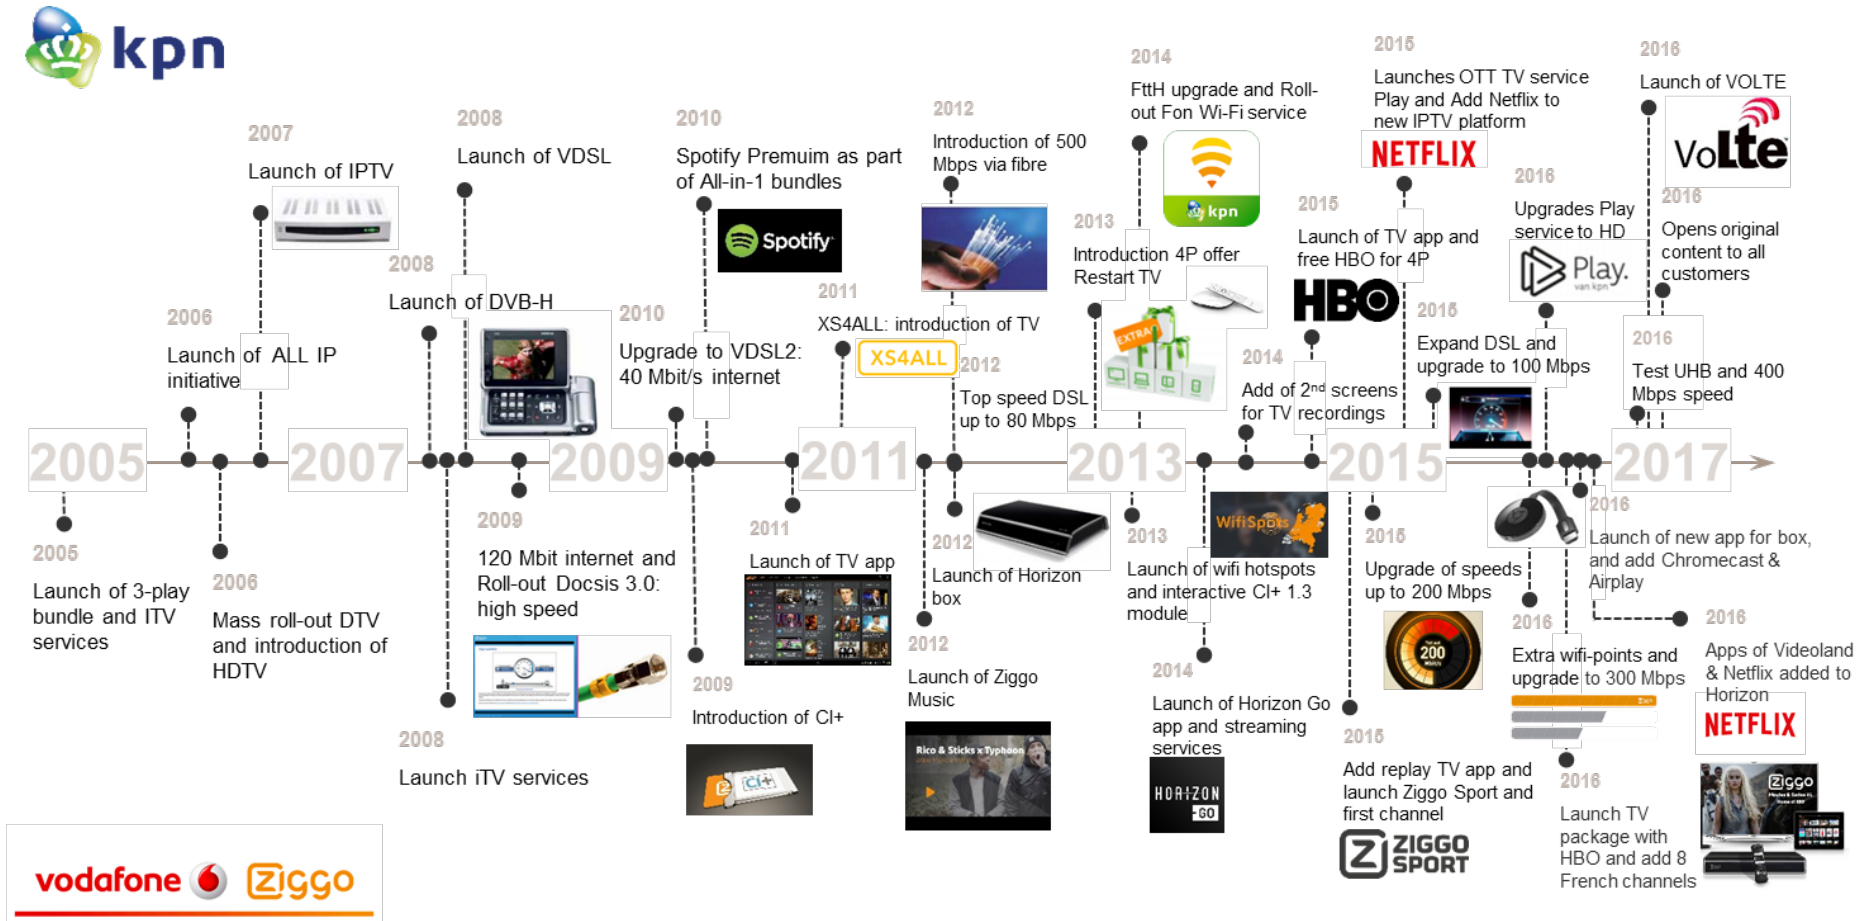 kpn
2007
Launch of IPTV
2008
Launch of VDSL
2010
Spotify Premuim as part
of All-in-1 bundles
Spotify
2012
Introduction of 500
Mbps via fibre
2014
FttH upgrade and Roll-
out Fon Wi-Fi service
kpn
2015
Launches OTT TV service
Play and Add Netflix to
new IPTV platform
NETFLIX
2016
Launch of VOLTE
VoLte
2016
Upgrades Play
service to HD
Play.
van kpn
2016
Opens original
content to all
customers
2006
Launch of ALL IP
initiative
2008
Launch of DVB-H
2010
Upgrade to VDSL2:
40 Mbit/s internet
2011
XS4ALL: introduction of TV
XS4ALL
2012
Top speed DSL
up to 80 Mbps
2013
Introduction 4P offer
Restart TV
EXTRA
2015
Launch of TV app and
free HBO for 4P
HBO
2014
Add of 2nd screens
for TV recordings
2015
Expand DSL and
upgrade to 100 Mbps
2016
Test UHB and 400
Mbps speed
2005
2007
2009
2011
2013
2015
2017
2005
Launch of 3-play
bundle and ITV
services
2006
Mass roll-out DTV
and introduction of
HDTV
2008
Launch iTV services
2009
120 Mbit internet and
Roll-out Docsis 3.0:
high speed
2009
Introduction of CI+
CI+
2011
Launch of TV app
2012
Launch of Ziggo
Music
Rico & Sticks x Typhoon
2012
Launch of Horizon
box
2013
Launch of wifi hotspots
and interactive CI+ 1.3
module
WifiSpots
2014
Launch of Horizon Go
app and streaming
services
HORIZON
GO
2015
Upgrade of speeds
up to 200 Mbps
200
2015
Add replay TV app and
launch Ziggo Sport and
first channel
ZIGGO
SPORT
2016
Extra wifi-points and
upgrade to 300 Mbps
2016
Launch TV
package with
HBO and add 8
French channels
2016
Launch of new app for box,
and add Chromecast &
Airplay
2016
Apps of Videoland
& Netflix added to
Horizon
NETFLIX
Ziggo
vodafone
Ziggo